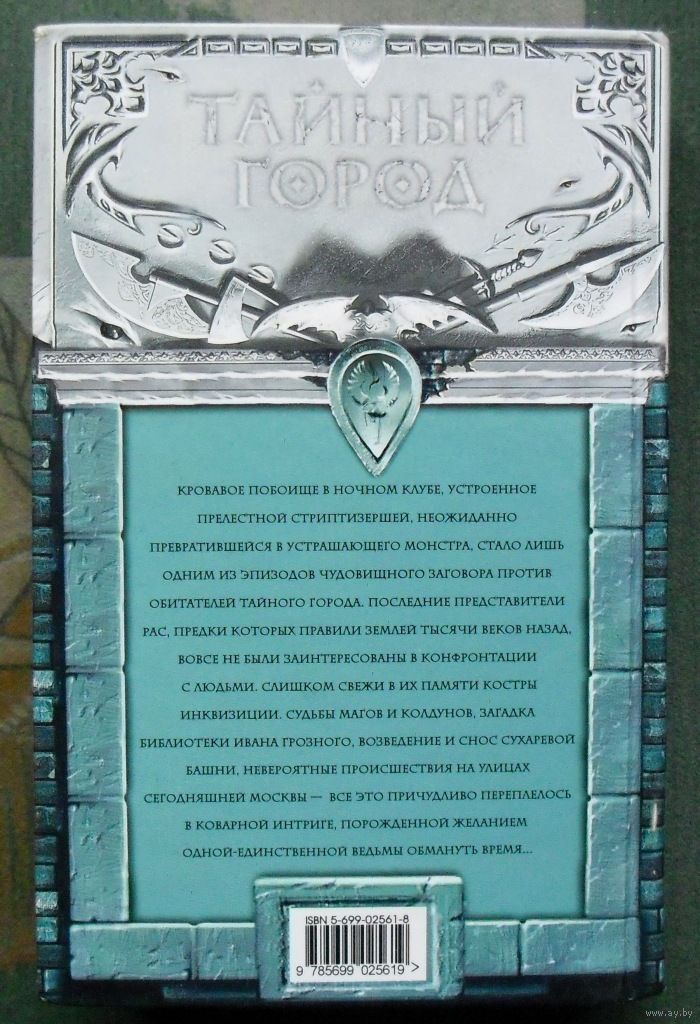 ТАЙНЫЙ
ГОРОД
КРОВАВОЕ ПОБОИЩЕ В НОЧНОМ КЛУБЕ, УСТРОЕННОЕ
ПРЕЛЕСТНОЙ СТРИПТИЗЕРШЕЙ, НЕОЖИДАННО
ПРЕВРАТИВШЕЙСЯ В УСТРАШАЮЩЕГО МОНСТРА, СТАЛО ЛИШЬ
ОДНИМ ИЗ ЭПИЗОДОВ ЧУДОВИЩНОГО ЗАГОВОРА ПРОТИВ
ОБИТАТЕЛЕЙ ТАЙНОГО ГОРОДА. ПОСЛЕДНИЕ ПРЕДСТАВИТЕЛИ
РАС, ПРЕДКИ КОТОРЫХ ПРАВИЛИ ЗЕМЛЕЙ ТЫСЯЧИ ВЕКОВ НАЗАД,
ВОВСЕ НЕ БЫЛИ ЗАИНТЕРЕСОВАНЫ В КОНФРОНТАЦИИ
С ЛЮДЬМИ. СЛИШКОМ СВЕЖИ В ИХ ПАМЯТИ КОСТРЫ
ИНКВИЗИЦИИ. СУДЬБЫ МАГОВ И КОЛДУНОВ, ЗАГАДКА
БИБЛИОТЕКИ ИВАНА ГРОЗНОГО, ВОЗВЕДЕНИЕ И СНОС СУХАРЕВОЙ
БАШНИ, НЕВЕРОЯТНЫЕ ПРОИСШЕСТВИЯ НА УЛИЦАХ
СЕГОДНЯШНЕЙ МОСКВЫ — ВСЕ ЭТО ПРИЧУДЛИВО ПЕРЕПЛЕЛОСЬ
В КОВАРНОЙ ИНТРИГЕ, ПОРОЖДЕННОЙ ЖЕЛАНИЕМ
ОДНОЙ-ЕДИНСТВЕННОЙ ВЕДЬМЫ ОБМАНУТЬ ВРЕМЯ...
ISBN 5-699-02561-8
9 785699 025619 >
www.ay.by